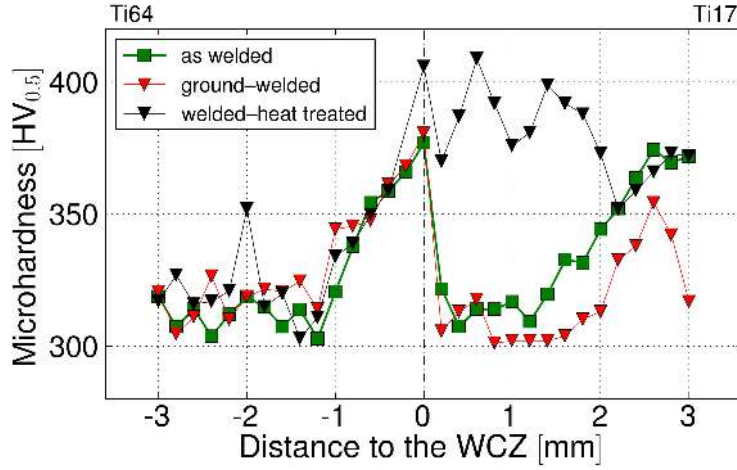 Ti64 Ti17
as welded
ground–welded
welded–heat treated
Microhardness [HV0.5]
400
350
300
-3 -2 -1 0 1 2 3
Distance to the WCZ [mm]